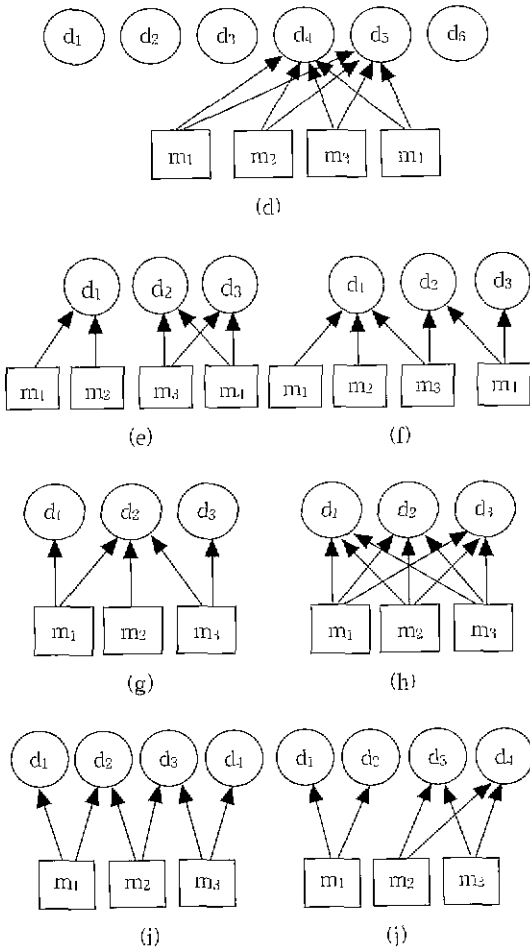 d₁ d₂ d₃ d₄ d₅ d₆
m₁ m₂ m₃ m₁
(d)
d₁ d₂ d₃ d₁ d₂ d₃
m₁ m₂ m₃ m₄ m₁ m₂ m₃ m₁
(e) (f)
d₁ d₂ d₃ d₁ d₂ d₃
m₁ m₂ m₃ m₁ m₂ m₃
(g) (h)
d₁ d₂ d₃ d₁ d₁ d₂ d₃ d₄
m₁ m₂ m₃ m₁ m₂ m₃
(i) (j)